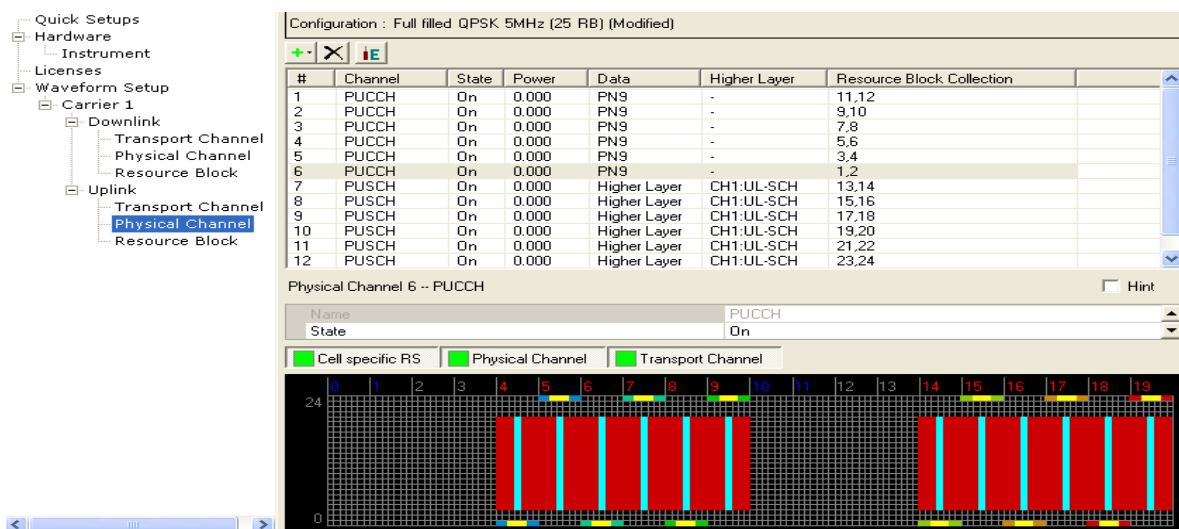 Quick Setups
Hardware
Instrument
Licenses
Waveform Setup
Carrier 1
Downlink
Transport Channel
Physical Channel
Resource Block
Uplink
Transport Channel
Physical Channel
Resource Block
Configuration : Full filled QPSK 5MHz (25 RB) (Modified)
# Channel State Power Data Higher Layer Resource Block Collection
1 PUCCH On 0.000 PN9 - 11,12
2 PUCCH On 0.000 PN9 - 9,10
3 PUCCH On 0.000 PN9 - 7,8
4 PUCCH On 0.000 PN9 - 5,6
5 PUCCH On 0.000 PN9 - 3,4
6 PUCCH On 0.000 PN9 - 1,2
7 PUSCH On 0.000 Higher Layer CH1:UL-SCH 13,14
8 PUSCH On 0.000 Higher Layer CH1:UL-SCH 15,16
9 PUSCH On 0.000 Higher Layer CH1:UL-SCH 17,18
10 PUSCH On 0.000 Higher Layer CH1:UL-SCH 19,20
11 PUSCH On 0.000 Higher Layer CH1:UL-SCH 21,22
12 PUSCH On 0.000 Higher Layer CH1:UL-SCH 23,24
Physical Channel 6 -- PUCCH Hint
Name PUCCH
State On
Cell specific RS Physical Channel Transport Channel
0 1 2 3 4 5 6 7 8 9 10 11 12 13 14 15 16 17 18 19
24
0